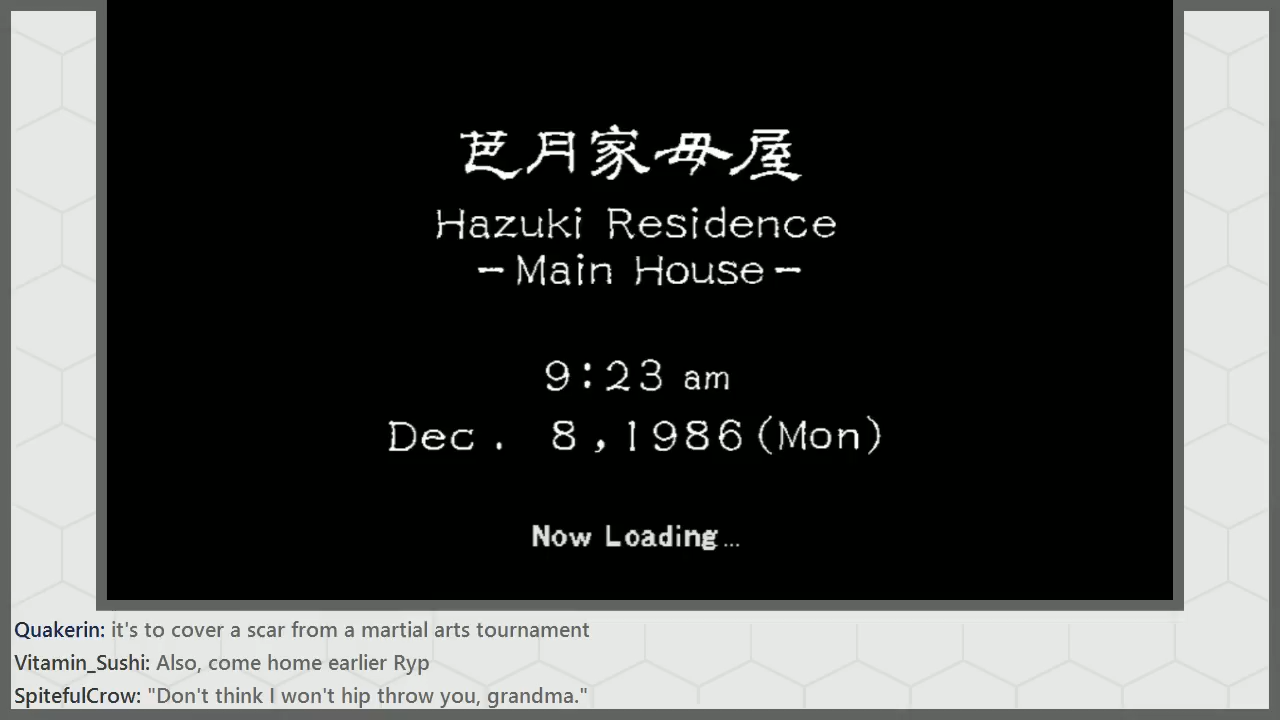 芭月家母屋
Hazuki Residence
-Main House-
9:23 am
Dec. 8,1986(Mon)
Now Loading...
Quakerin: it's to cover a scar from a martial arts tournament
Vitamin_Sushi: Also, come home earlier Ryp
SpitefulCrow: "Don't think I won't hip throw you, grandma."